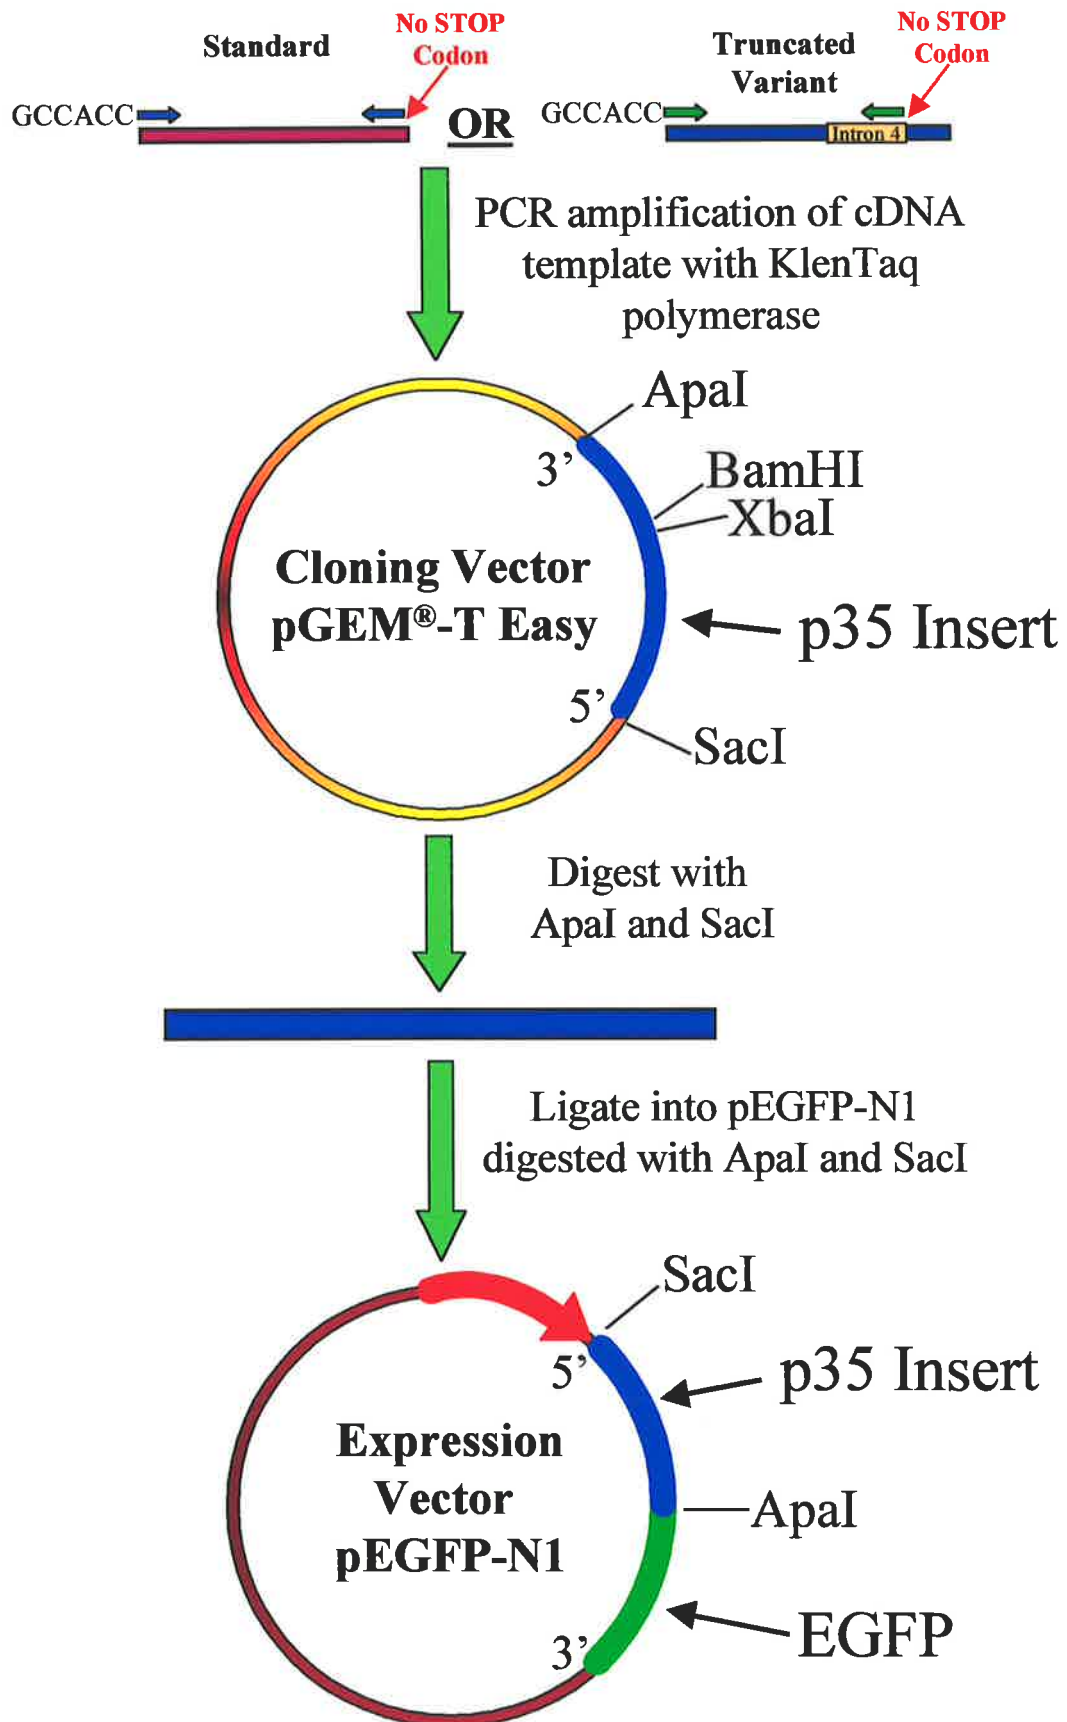 Standard
No STOP
Codon
GCCACC
OR
Truncated
Variant
No STOP
Codon
GCCACC
Intron 4
PCR amplification of cDNA
template with KlenTaq
polymerase
ApaI
3’
BamHI
XbaI
Cloning Vector
pGEM®-T Easy
p35 Insert
5’
SacI
Digest with
ApaI and SacI
Ligate into pEGFP-N1
digested with ApaI and SacI
SacI
5’
p35 Insert
Expression
Vector
pEGFP-N1
ApaI
EGFP
3’